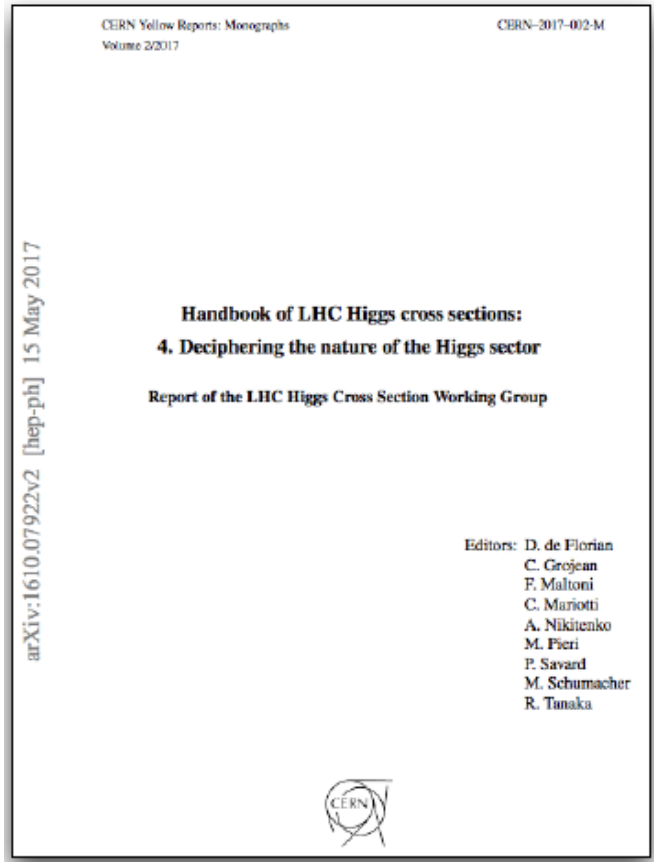 CERN Yellow Reports: Monographs
CERN–2017–002-M
Volume 2/2017
arXiv:1610.07922v2 [hep-ph] 15 May 2017
Handbook of LHC Higgs cross sections:
4. Deciphering the nature of the Higgs sector
Report of the LHC Higgs Cross Section Working Group
Editors: D. de Florian
C. Grojean
F. Maltoni
C. Mariotti
A. Nikitenko
M. Pieri
P. Savard
M. Schumacher
R. Tanaka
CERN